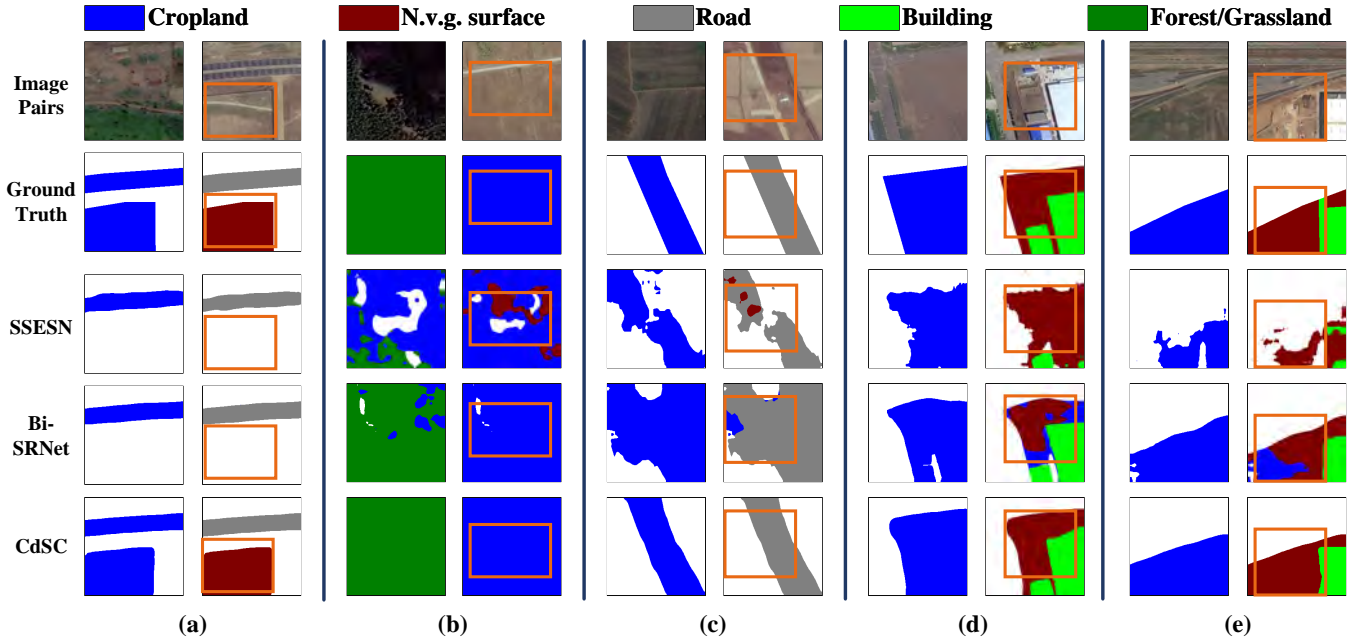 Cropland N.v.g. surface Road Building Forest/Grassland
Image
Pairs
Ground
Truth
SSESN
Bi-
SRNet
CdSC
(a) (b) (c) (d) (e)